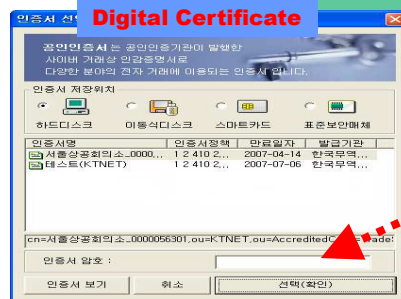 Digital Certificate
인증서 선
공인인증서는 공인인증기관이 발행한
사이버 거래상 인감증명서로
다양한 분야의 전자 거래에 이용되는 인증서입니다.
인증서 저장위치
하드디스크 이동식디스크 스마트카드 표준보안매체
인증서명 인증서정책 만료일자 발급기관
서울상공회의소_0000... 1 2 410 2... 2007-04-14 한국무역...
테스트(KTNET) 1 2 410 2... 2007-07-06 한국무역...
cn=서울상공회의소_0000056301,ou=KTNET,ou=AccreditedC
인증서 암호 :
인증서 보기 취소 선택(확인)